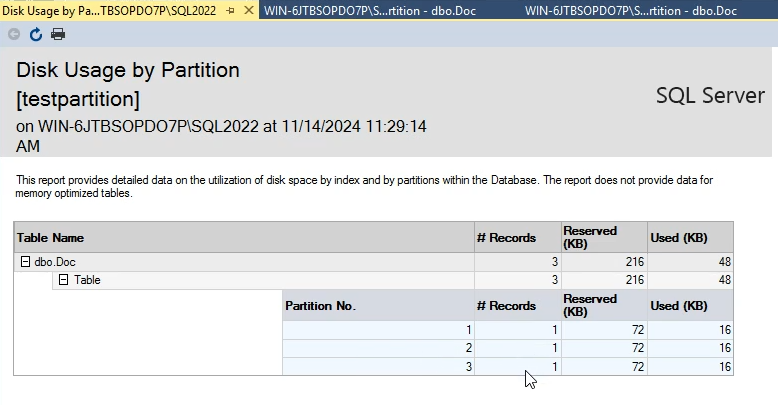 Disk Usage by Pa...TBSOPDO7P\SQL2022 WIN-6JTBSOPDO7P\S...rtition - dbo.Doc WIN-6JTBSOPDO7P\S...rtition - dbo.Doc
Disk Usage by Partition
[testpartition]
SQL Server
on WIN-6JTBSOPDO7P\SQL2022 at 11/14/2024 11:29:14
AM
This report provides detailed data on the utilization of disk space by index and by partitions within the Database. The report does not provide data for
memory optimized tables.
Table Name # Records Reserved (KB) Used (KB)
dbo.Doc 3 216 48
Table 3 216 48
Partition No. # Records Reserved (KB) Used (KB)
1 1 72 16
2 1 72 16
3 1 72 16